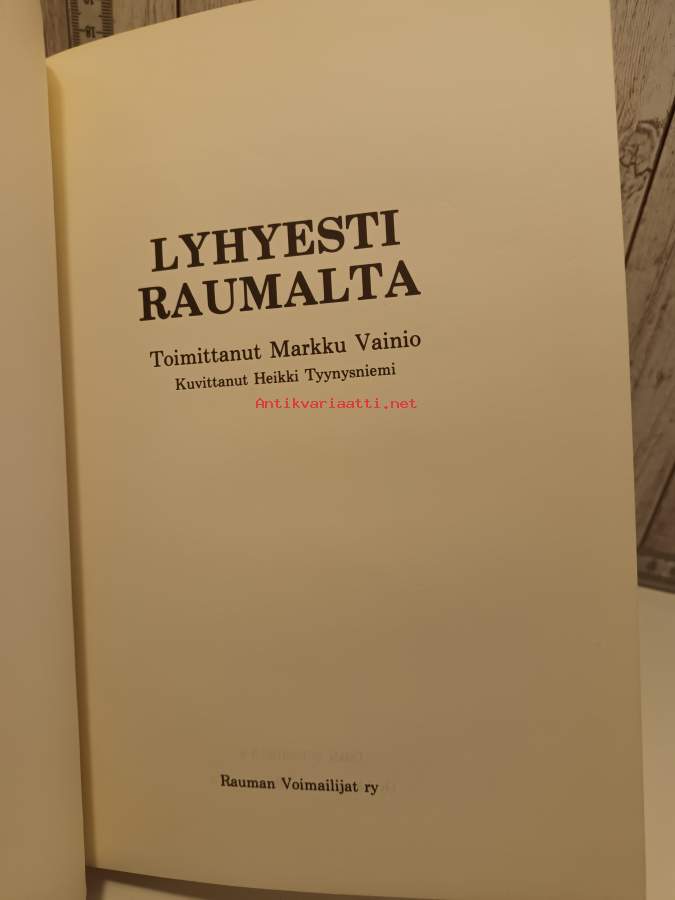 LYHYESTI
RAUMALTA
Toimittanut Markku Vainio
Kuvittanut Heikki Tyynysniemi
Antikvariaatti.net
Rauman Voimailijat ry